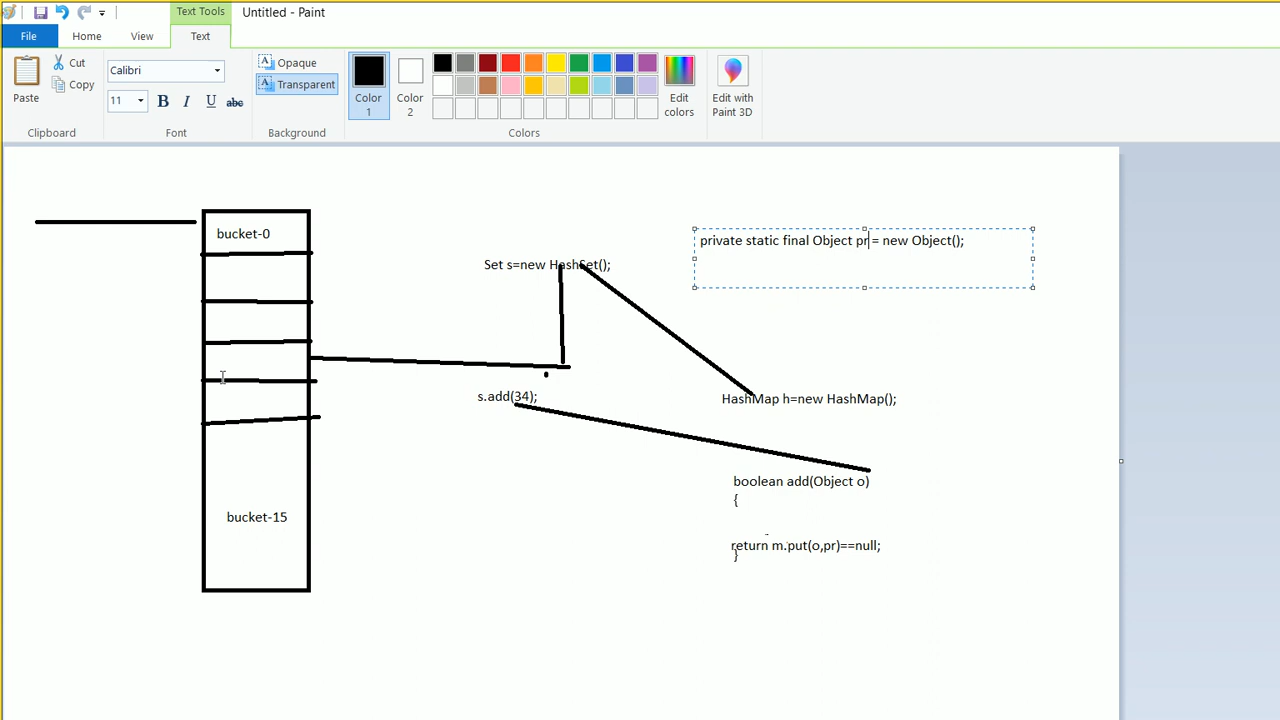 Text Tools
Untitled - Paint
File
Home
View
Text
Paste
Cut
Copy
Clipboard
Calibri
11
B I U abc
Font
Opaque
Transparent
Background
Color 1
Color 2
Edit colors
Colors
Edit with Paint 3D
bucket-0
private static final Object pr = new Object();
Set s=new HashSet();
s.add(34);
HashMap h=new HashMap();
boolean add(Object o)
{
bucket-15
return m.put(o,pr)==null;
}